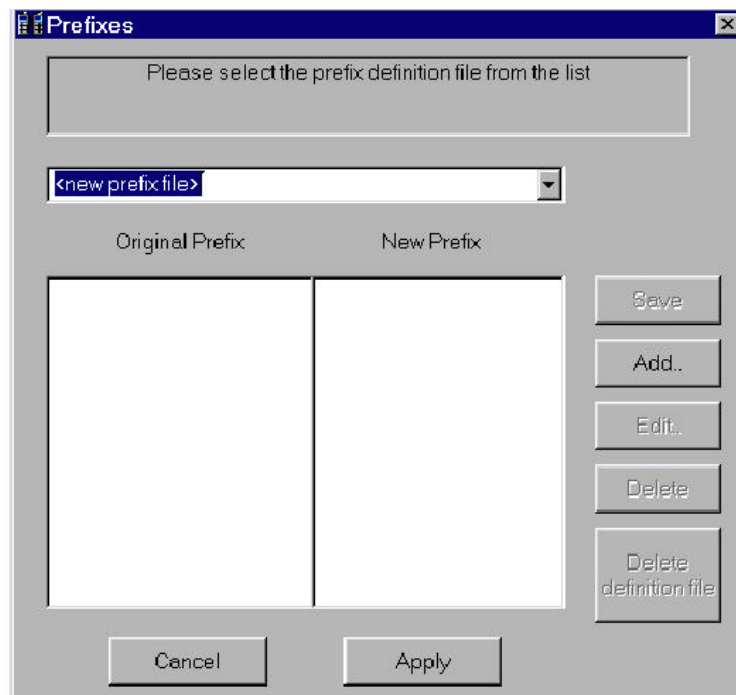 Prefixes
Please select the prefix definition file from the list
<new prefix file>
Original Prefix
New Prefix
Save
Add..
Edit..
Delete
Delete
definition file
Cancel
Apply